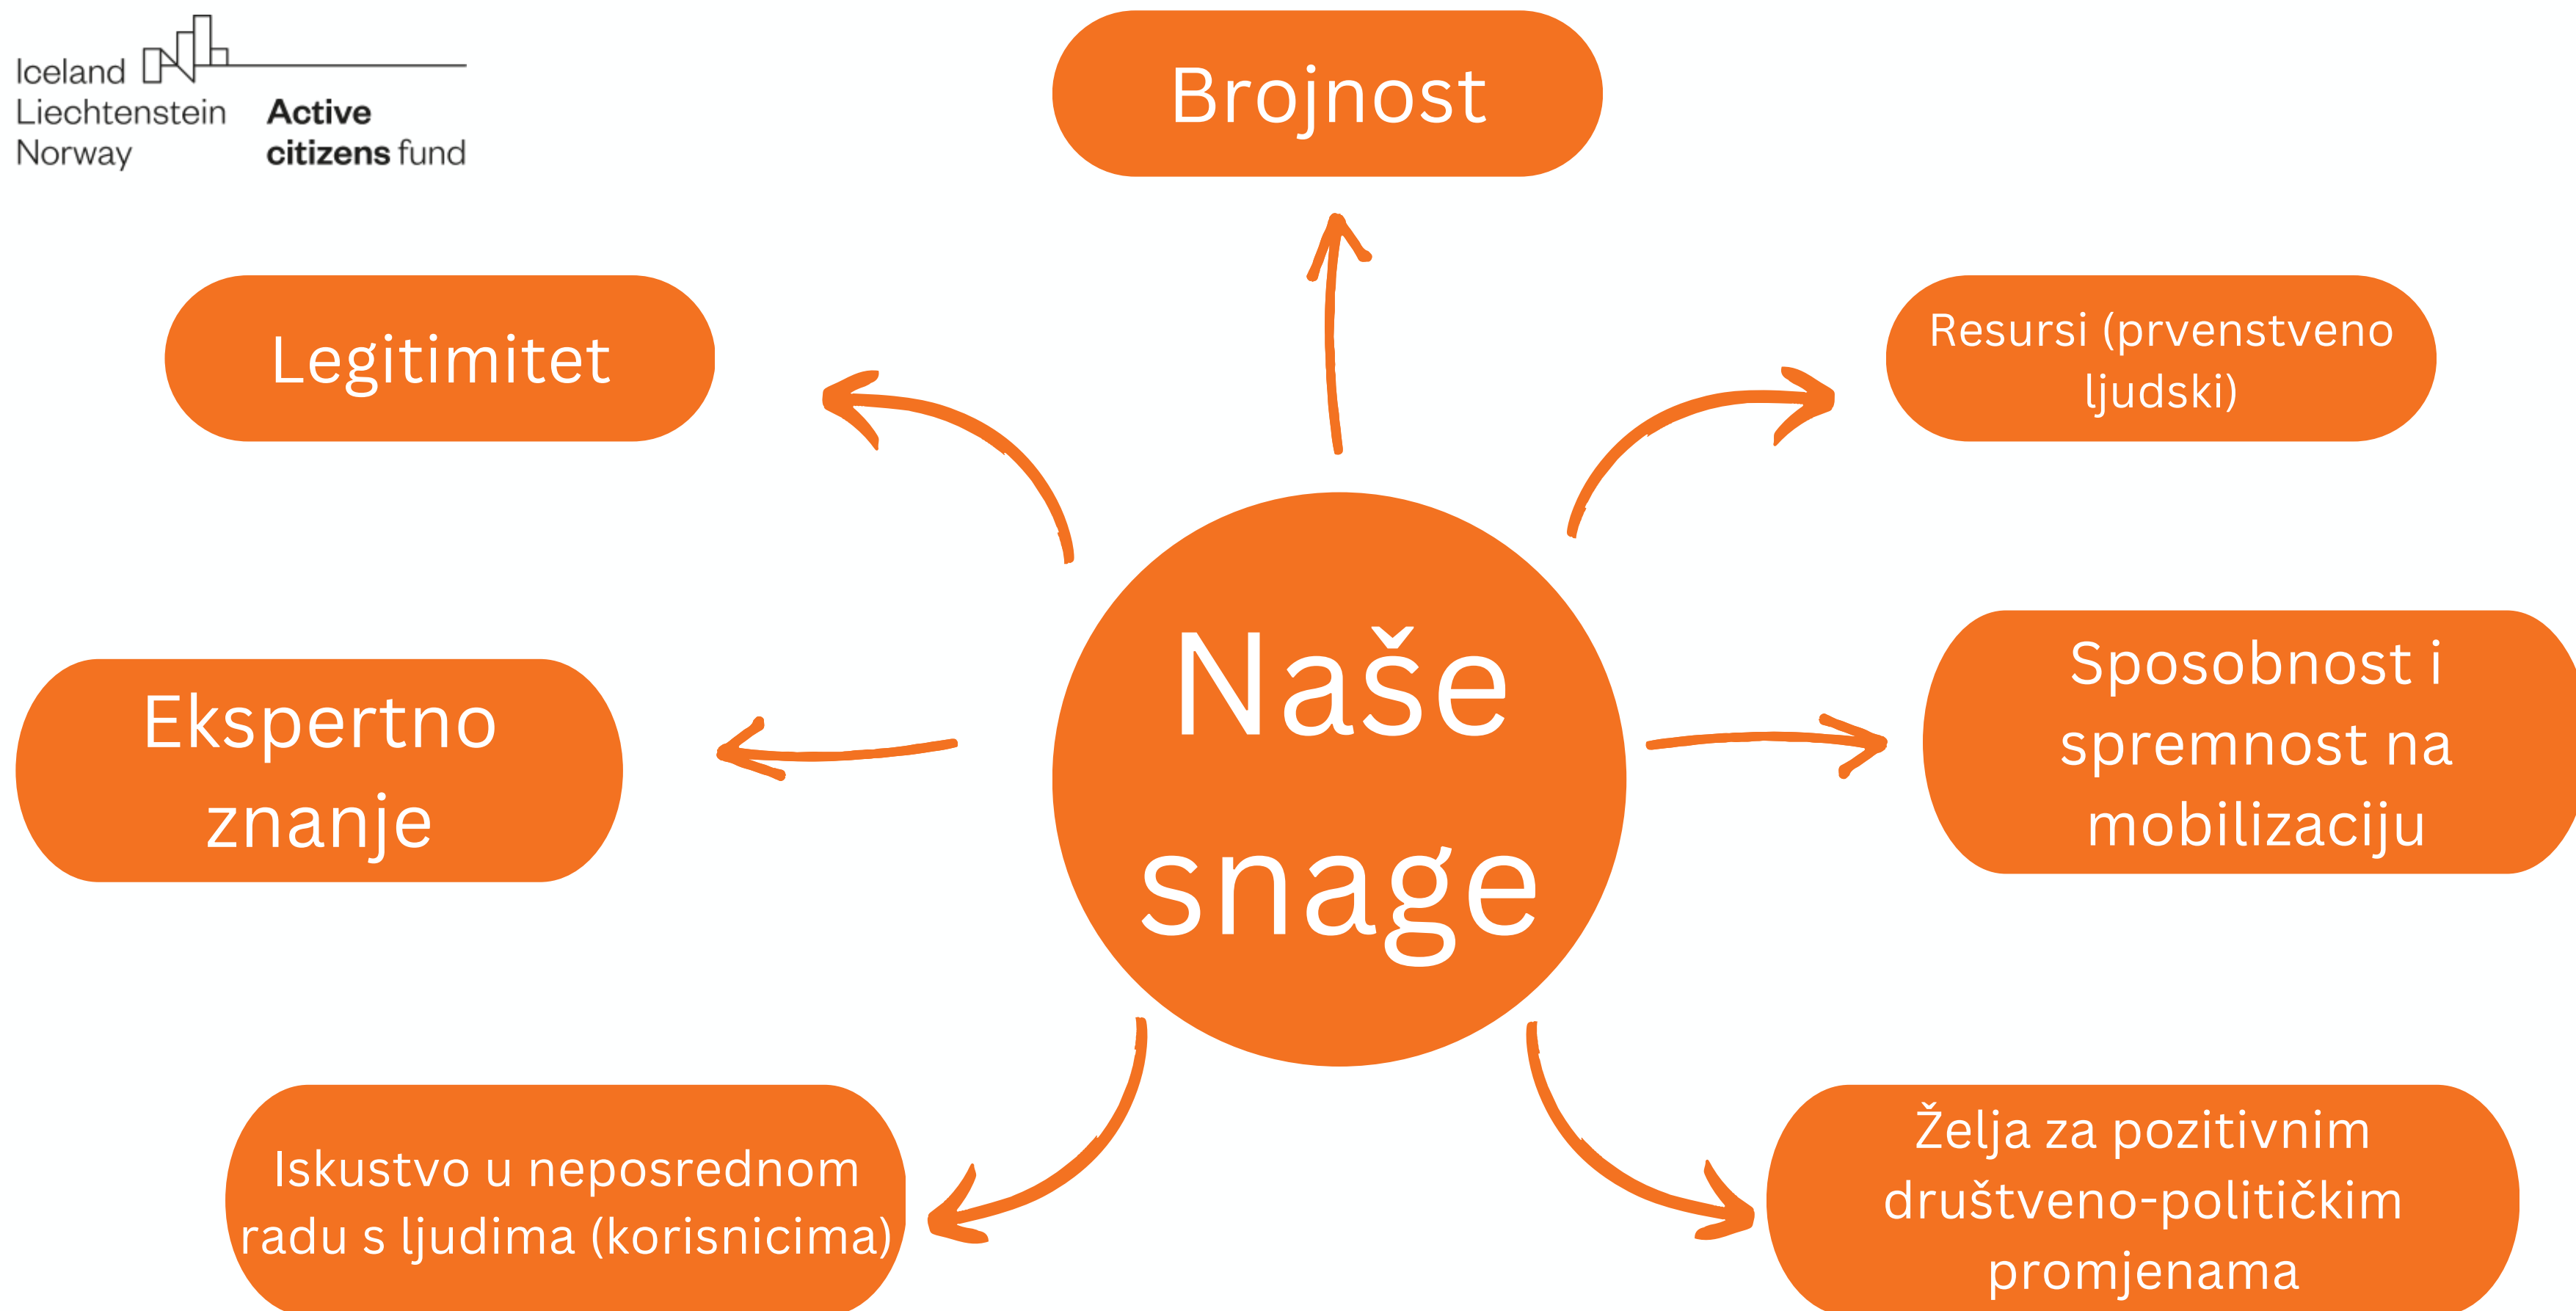 Iceland
Liechtenstein
Norway
Active
citizens fund
Brojnost
Legitimitet
Resursi (prvenstveno
ljudski)
Ekspertno
znanje
Naše
snage
Sposobnost i
spremnost na
mobilizaciju
Iskustvo u neposrednom
radu s ljudima (korisnicima)
Želja za pozitivnim
društveno-političkim
promjenama